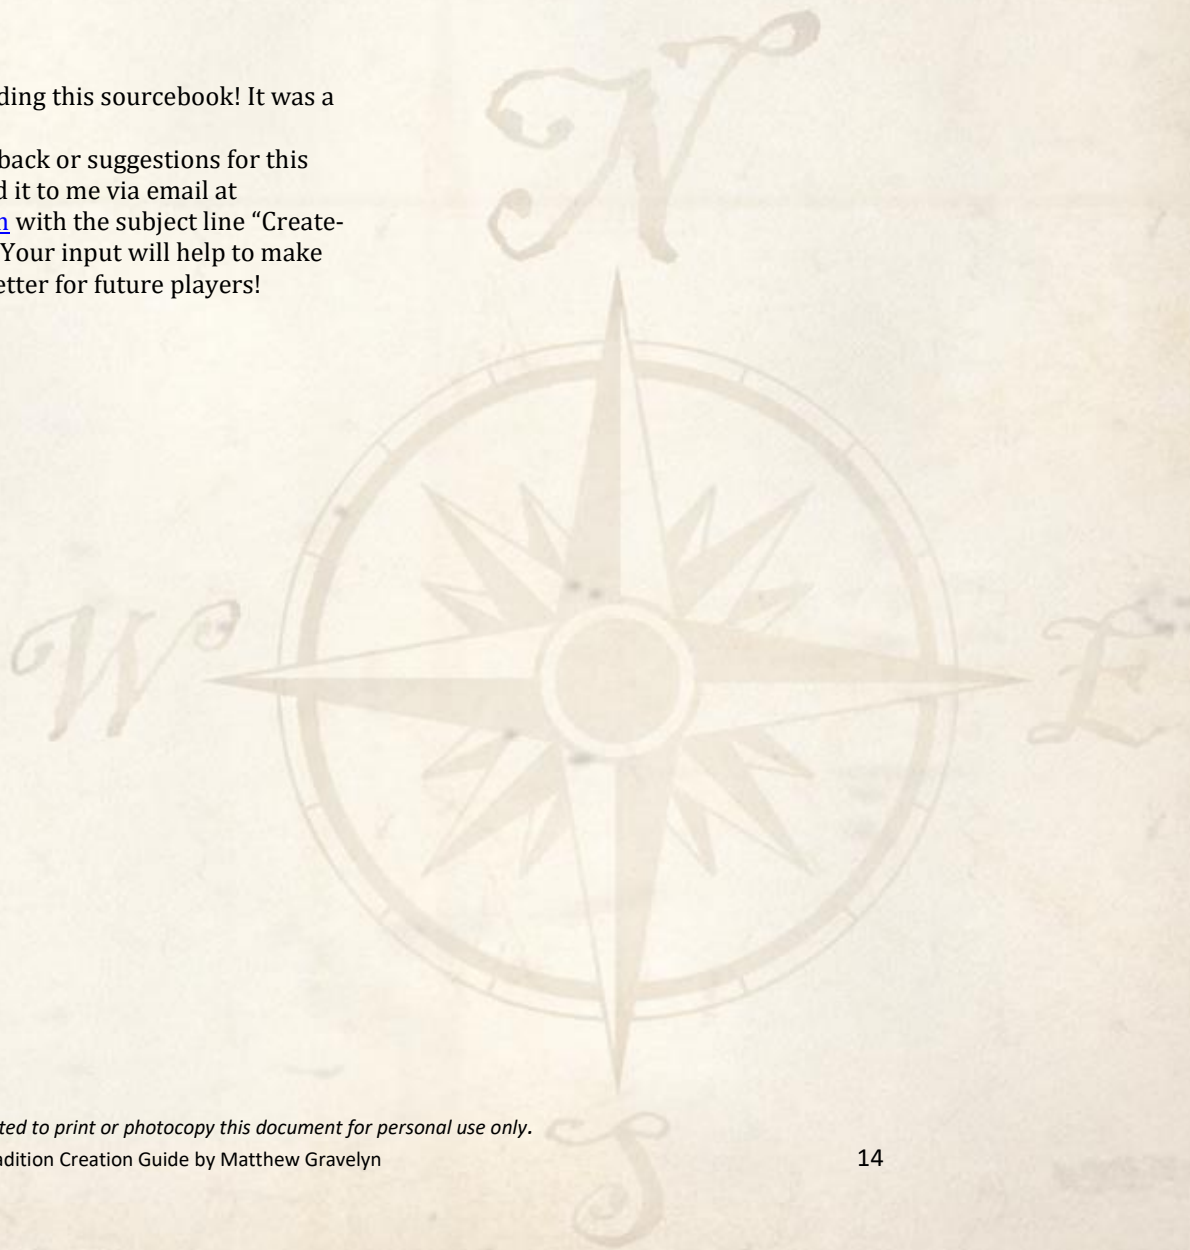 N
ding this sourcebook! It was a
back or suggestions for this
d it to me via email at
m with the subject line “Create-
Your input will help to make
etter for future players!
W
E
ted to print or photocopy this document for personal use only.
adition Creation Guide by Matthew Gravelyn 14
S